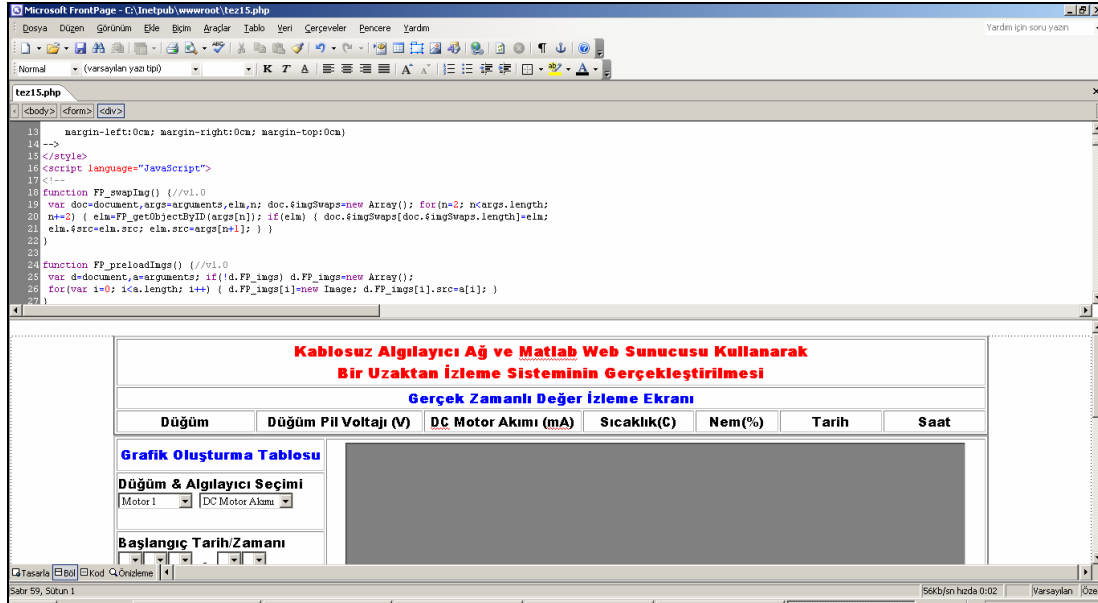 Microsoft FrontPage - C:\Inetpub\wwwroot\tez15.php
Dosya Düzen Görünüm Ekle Biçim Araçlar Tablo Veri Çerçeveler Pencere Yardım Yardım için soru yazın
Normal (varsayılan yazı tipi) K T A
tez15.php
<body> <form> <div>
13 margin-left:0cm; margin-right:0cm; margin-top:0cm}
14 -->
15 </style>
16 <script language="JavaScript">
17 <!--
18 function FP_swapImg() {//v1.0
19 var doc=document,args=arguments,elm,n; doc.$imgSwaps=new Array(); for(n=2; n<args.length;
20 n+=2) { elm=FP_getObjectByID(args[n]); if(elm) { doc.$imgSwaps[doc.$imgSwaps.length]=elm;
21 elm.$src=elm.src; elm.src=args[n+1]; } }
22 }
23
24 function FP_preloadImgs() {//v1.0
25 var d=document,a=arguments; if(!d.FP_imgs) d.FP_imgs=new Array();
26 for(var i=0; i<a.length; i++) { d.FP_imgs[i]=new Image; d.FP_imgs[i].src=a[i]; }
27 }
Kablosuz Algılayıcı Ağ ve Matlab Web Sunucusu Kullanarak
Bir Uzaktan İzleme Sisteminin Gerçekleştirilmesi
Gerçek Zamanlı Değer İzleme Ekranı
Düğüm Düğüm Pil Voltajı (V) DC Motor Akımı (mA) Sıcaklık(C) Nem(%) Tarih Saat
Grafik Oluşturma Tablosu
Düğüm & Algılayıcı Seçimi
Motor 1 DC Motor Akımı
Başlangıç Tarih/Zamanı
-
Tasarla Böl Kod Önizleme
Satır 59, Sütun 1 56Kb/sn hızda 0:02 Varsayılan Öze